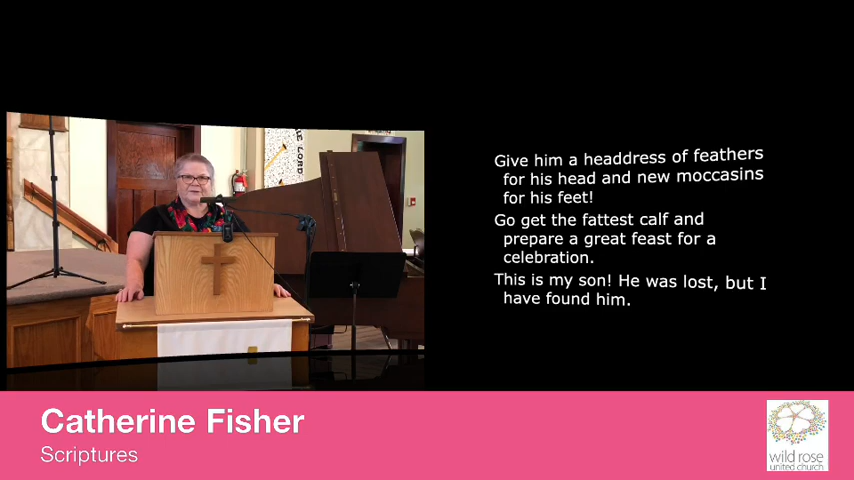 HE LORD
Give him a headdress of feathers
for his head and new moccasins
for his feet!
Go get the fattest calf and
prepare a great feast for a
celebration.
This is my son! He was lost, but I
have found him.
Catherine Fisher
Scriptures
wild rose
united church